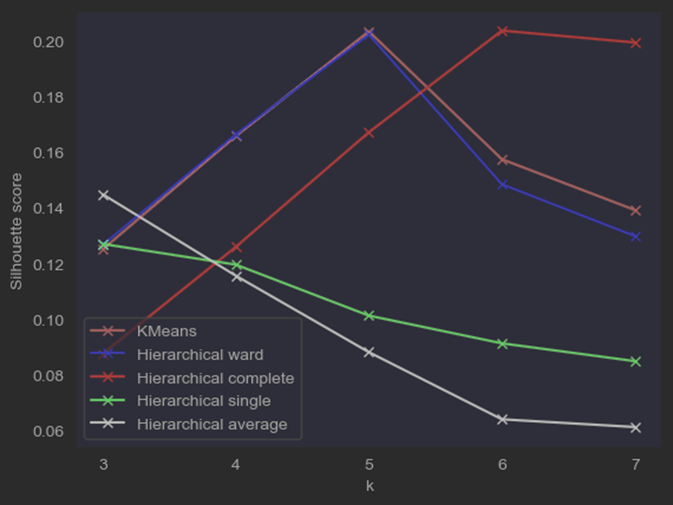 0.20
0.18
0.16
0.14
0.12
0.10
0.08
0.06
Silhouette score
KMeans
Hierarchical ward
Hierarchical complete
Hierarchical single
Hierarchical average
3 4 5 6 7
k